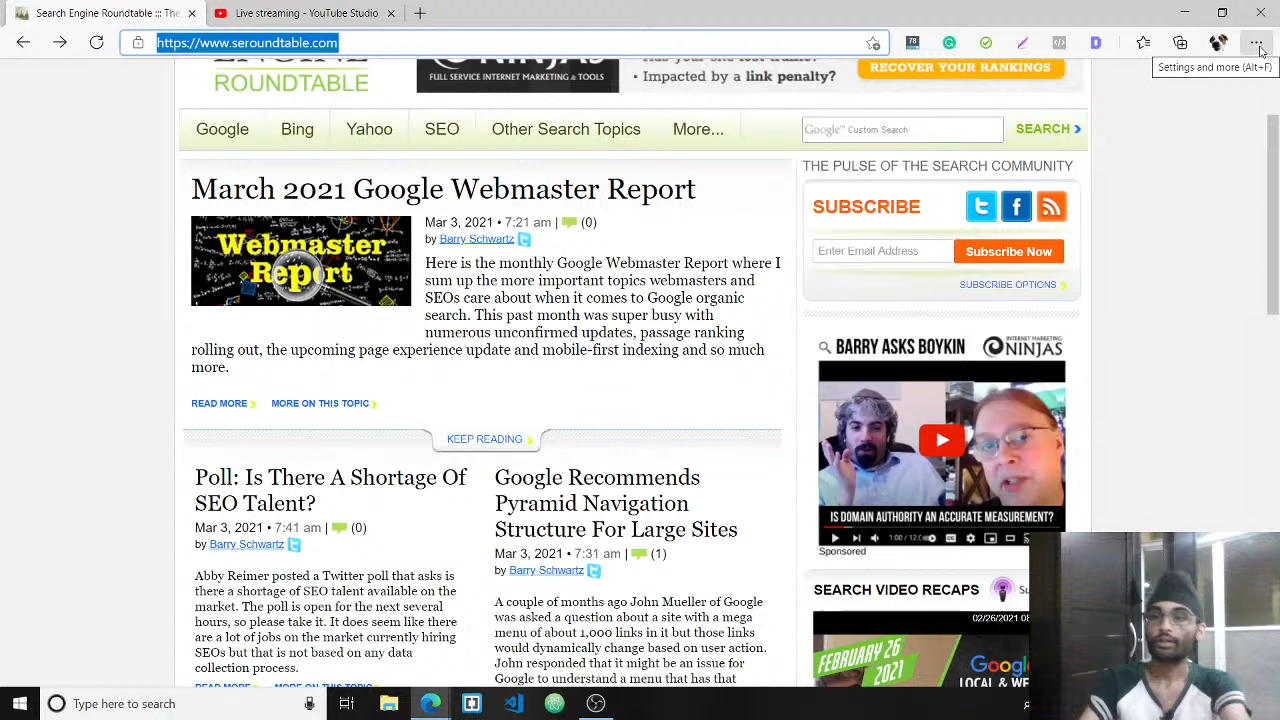 Search Engine Roundtable ::: The
Subscriptions - YouTube
https://www.seroundtable.com
78
Settings and more (Alt+F)
ROUNDTABLE
FULL SERVICE INTERNET MARKETING & TOOLS
• Impacted by a link penalty?
RECOVER YOUR RANKINGS
Google
Bing
Yahoo
SEO
Other Search Topics
More...
Google™ Custom Search
SEARCH
March 2021 Google Webmaster Report
Webmaster
Report
Mar 3, 2021 • 7:21 am | (0)
by Barry Schwartz
Here is the monthly Google Webmaster Report where I
sum up the more important topics webmasters and
SEOs care about when it comes to Google organic
search. This past month was super busy with
numerous unconfirmed updates, passage ranking
rolling out, the upcoming page experience update and mobile-first indexing and so much
more.
READ MORE
MORE ON THIS TOPIC
KEEP READING
Poll: Is There A Shortage Of
SEO Talent?
Mar 3, 2021 • 7:41 am | (0)
by Barry Schwartz
Abby Reimer posted a Twitter poll that asks is
there a shortage of SEO talent available on the
market. The poll is open for the next several
hours, so please take it. It does seem like there
are a lot of jobs on the market currently hiring
SEOs but that is not based on any data
collection process.
READ MORE
MORE ON THIS TOPIC
Google Recommends
Pyramid Navigation
Structure For Large Sites
Mar 3, 2021 • 7:31 am | (1)
by Barry Schwartz
A couple of months ago John Mueller of Google
was asked a question about a site with a mega
menu of about 1,000 links in it but those links
would dynamically change based on user action.
John responded that it might be an issue for
Google to understand a menu that has that
THE PULSE OF THE SEARCH COMMUNITY
SUBSCRIBE
Enter Email Address
Subscribe Now
SUBSCRIBE OPTIONS
BARRY ASKS BOYKIN
INTERNET MARKETING
NINJAS
IS DOMAIN AUTHORITY AN ACCURATE MEASUREMENT?
Sponsored
SEARCH VIDEO RECAPS
02/26/2021
FEBRUARY 26
2021
Google
LOCAL &
Type here to search